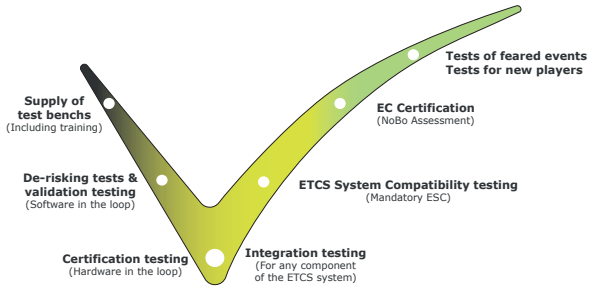 Tests of feared events
Tests for new players
Supply of
test benchs
(Including training)
EC Certification
(NoBo Assessment)
De-risking tests &
validation testing
(Software in the loop)
ETCS System Compatibility testing
(Mandatory ESC)
Certification testing
(Hardware in the loop)
Integration testing
(For any component
of the ETCS system)